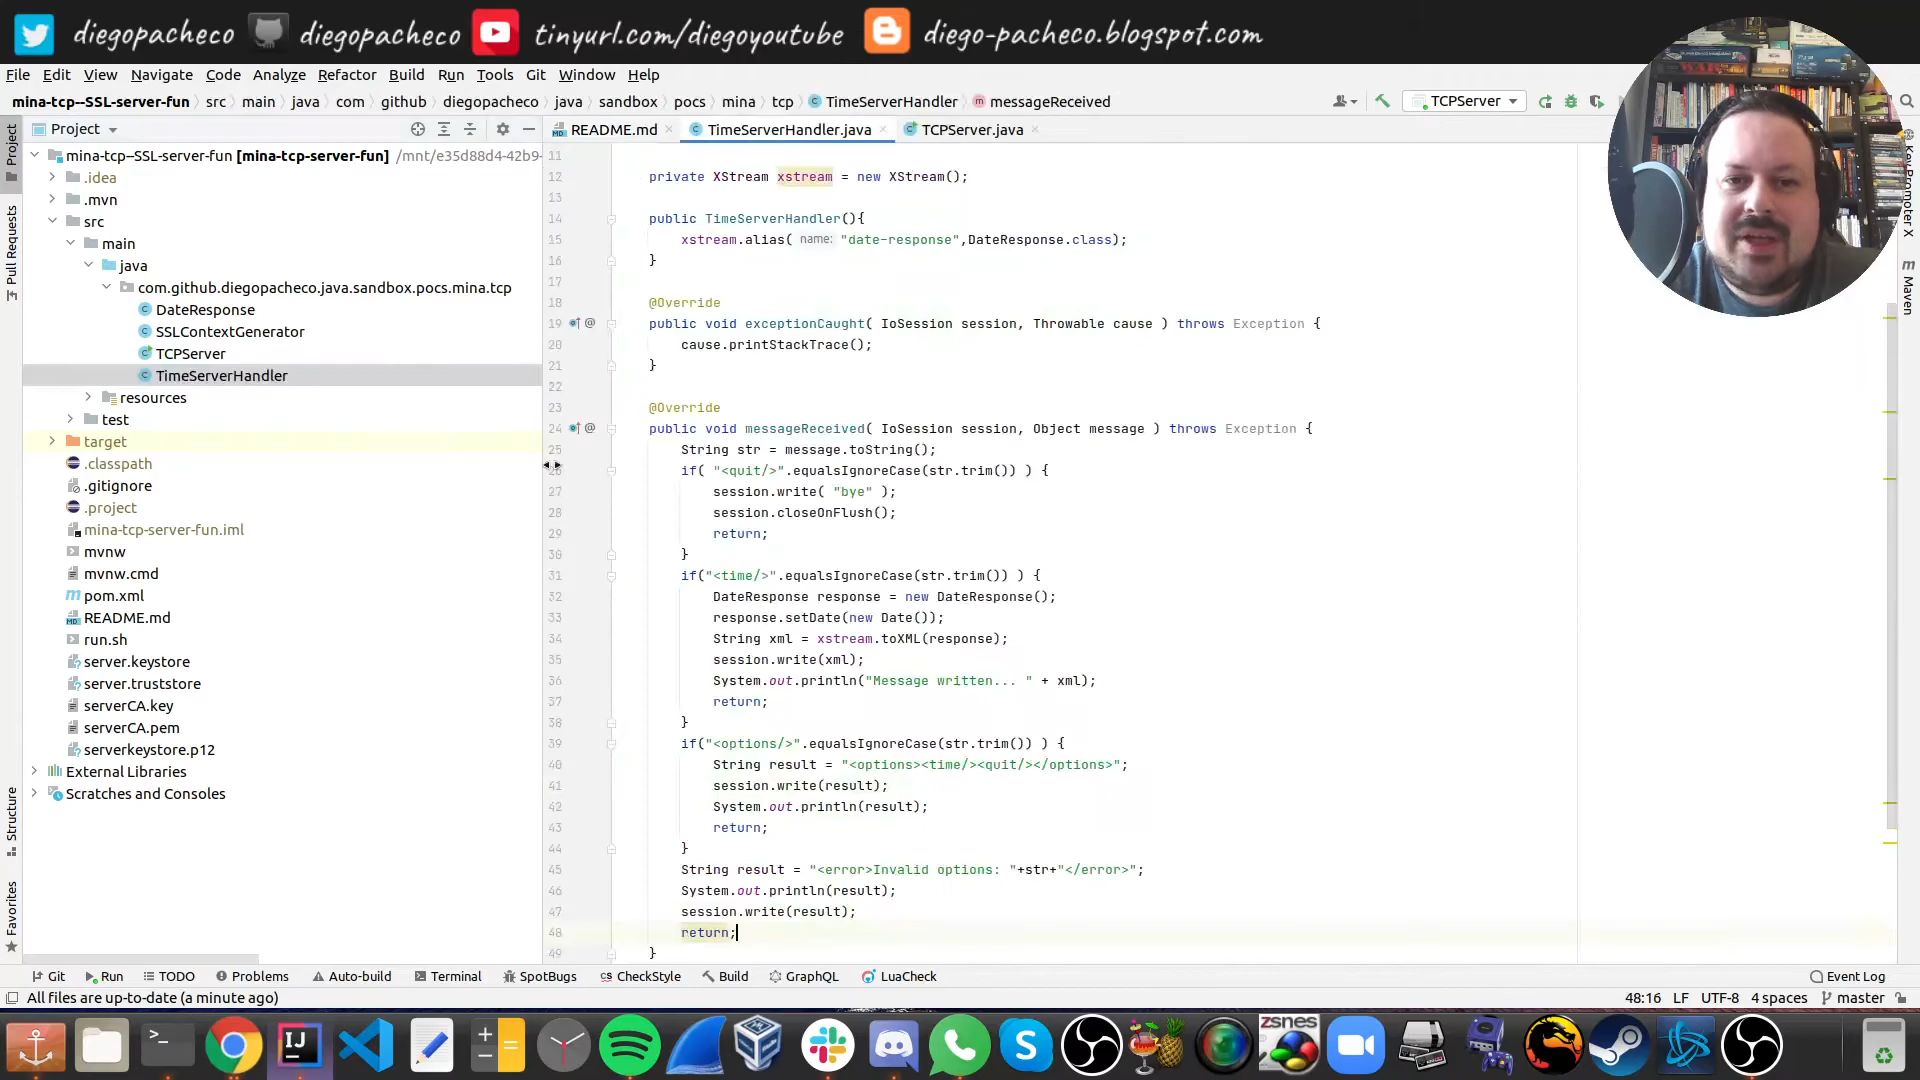 diegopacheco diegopacheco tinyurl.com/diegoyoutube diego-pacheco.blogspot.com
File Edit View Navigate Code Analyze Refactor Build Run Tools Git Window Help
mina-tcp--SSL-server-fun src main java com github diegopacheco java sandbox pocs mina tcp TimeServerHandler messageReceived TCPServer
Project README.md TimeServerHandler.java TCPServer.java
mina-tcp--SSL-server-fun [mina-tcp-server-fun] /mnt/e35d88d4-42b9-
.idea
.mvn
src
main
java
com.github.diegopacheco.java.sandbox.pocs.mina.tcp
DateResponse
SSLContextGenerator
TCPServer
TimeServerHandler
resources
test
target
.classpath
.gitignore
.project
mina-tcp-server-fun.iml
mvnw
mvnw.cmd
pom.xml
README.md
run.sh
server.keystore
server.truststore
serverCA.key
serverCA.pem
serverkeystore.p12
External Libraries
Scratches and Consoles
Project
Pull Requests
Structure
Favorites
11
12 private XStream xstream = new XStream();
13
14 public TimeServerHandler(){
15 xstream.alias( name: "date-response",DateResponse.class);
16 }
17
18 @Override
19 public void exceptionCaught( IoSession session, Throwable cause ) throws Exception {
20 cause.printStackTrace();
21 }
22
23 @Override
24 public void messageReceived( IoSession session, Object message ) throws Exception {
25 String str = message.toString();
if( "<quit/>".equalsIgnoreCase(str.trim()) ) {
27 session.write( "bye" );
28 session.closeOnFlush();
29 return;
30 }
31 if("<time/>".equalsIgnoreCase(str.trim()) ) {
32 DateResponse response = new DateResponse();
33 response.setDate(new Date());
34 String xml = xstream.toXML(response);
35 session.write(xml);
36 System.out.println("Message written... " + xml);
37 return;
38 }
39 if("<options/>".equalsIgnoreCase(str.trim()) ) {
40 String result = "<options><time/><quit/></options>";
41 session.write(result);
42 System.out.println(result);
43 return;
44 }
45 String result = "<error>Invalid options: "+str+"</error>";
46 System.out.println(result);
47 session.write(result);
48 return;
49 }
Key Promoter X
Maven
Git Run TODO Problems Auto-build Terminal SpotBugs CheckStyle Build GraphQL LuaCheck Event Log
All files are up-to-date (a minute ago) 48:16 LF UTF-8 4 spaces master
IJ
zsnes